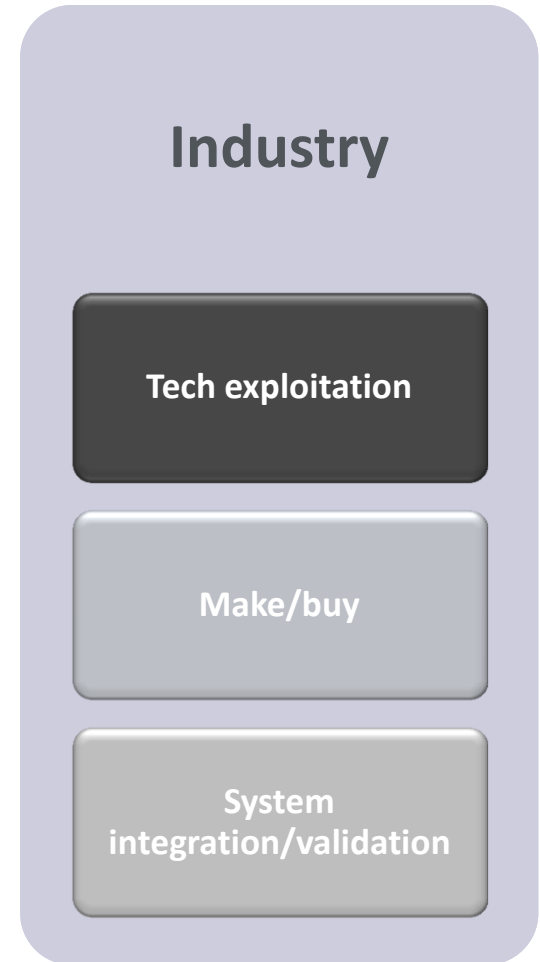 Industry
Tech exploitation
Make/buy
System
integration/validation